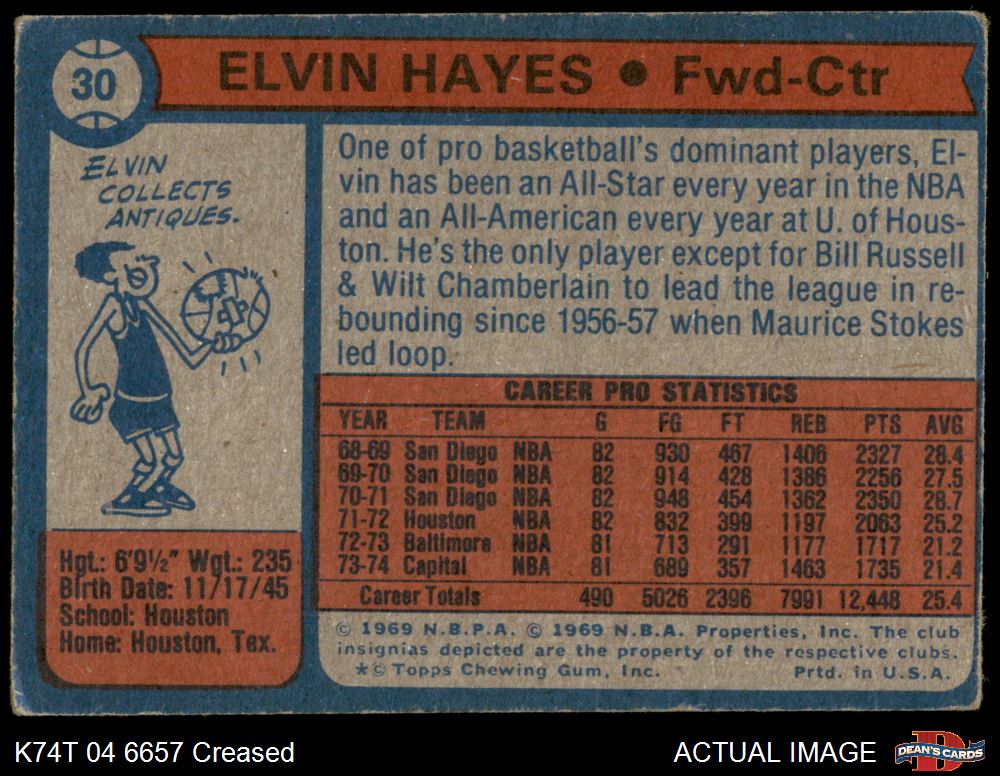 30
ELVIN HAYES • Fwd-Ctr
ELVIN
COLLECTS
ANTIQUES.
One of pro basketball's dominant players, El-
vin has been an All-Star every year in the NBA
and an All-American every year at U. of Hous-
ton. He's the only player except for Bill Russell
& Wilt Chamberlain to lead the league in re-
bounding since 1956-57 when Maurice Stokes
led loop.
CAREER PRO STATISTICS
YEAR TEAM G FG FT REB PTS AVG
68-69 San Diego NBA 82 930 467 1406 2327 28.4
69-70 San Diego NBA 82 914 428 1386 2256 27.5
70-71 San Diego NBA 82 948 454 1362 2350 28.7
71-72 Houston NBA 82 832 399 1197 2063 25.2
72-73 Baltimore NBA 81 713 291 1177 1717 21.2
73-74 Capital NBA 81 689 357 1463 1735 21.4
Career Totals 490 5026 2396 7991 12,448 25.4
Hgt.: 6'9½" Wgt.: 235
Birth Date: 11/17/45
School: Houston
Home: Houston, Tex.
© 1969 N.B.P.A. © 1969 N.B.A. Properties, Inc. The club
insignias depicted are the property of the respective clubs.
*© Topps Chewing Gum, Inc. Prtd. in U.S.A.
K74T 04 6657 Creased
ACTUAL IMAGE
D
DEAN'S CARDS